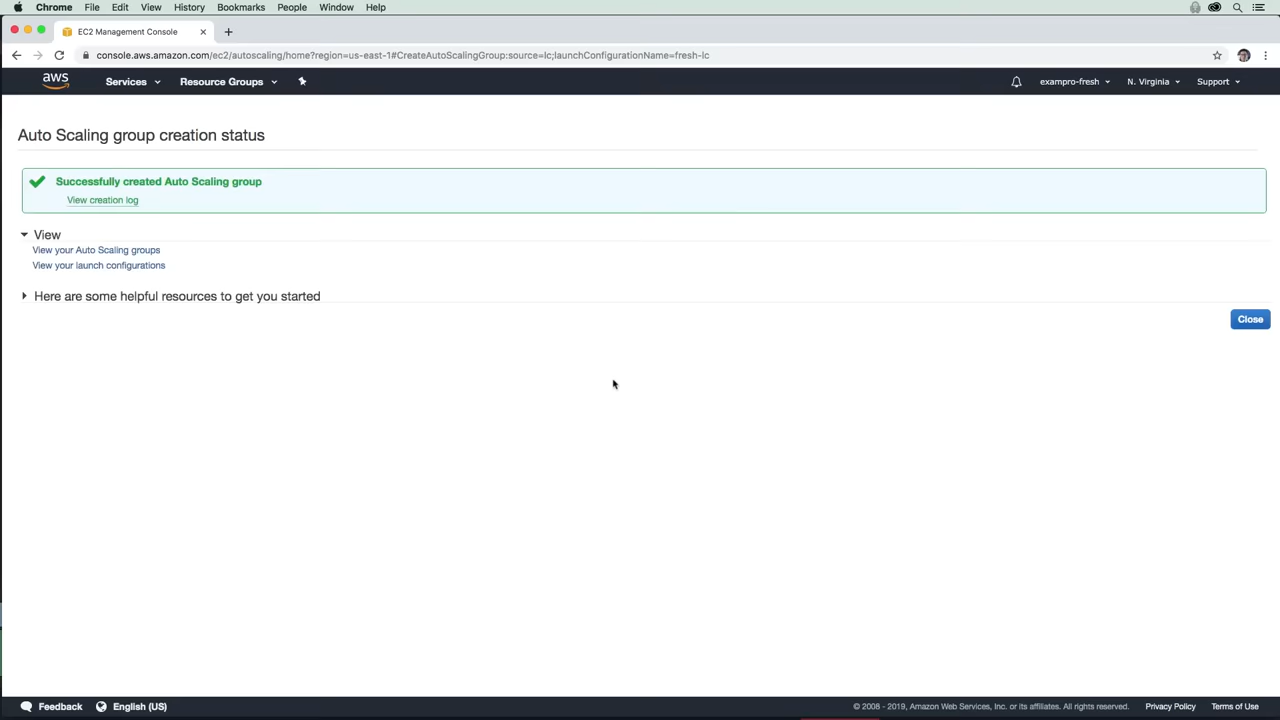 Chrome File Edit View History Bookmarks People Window Help
EC2 Management Console
console.aws.amazon.com/ec2/autoscaling/home?region=us-east-1#CreateAutoScalingGroup:source=lc;launchConfigurationName=fresh-lc
aws Services Resource Groups exampro-fresh N. Virginia Support
Auto Scaling group creation status
Successfully created Auto Scaling group
View creation log
View
View your Auto Scaling groups
View your launch configurations
Here are some helpful resources to get you started
Close
Feedback English (US) © 2008 - 2019, Amazon Web Services, Inc. or its affiliates. All rights reserved. Privacy Policy Terms of Use